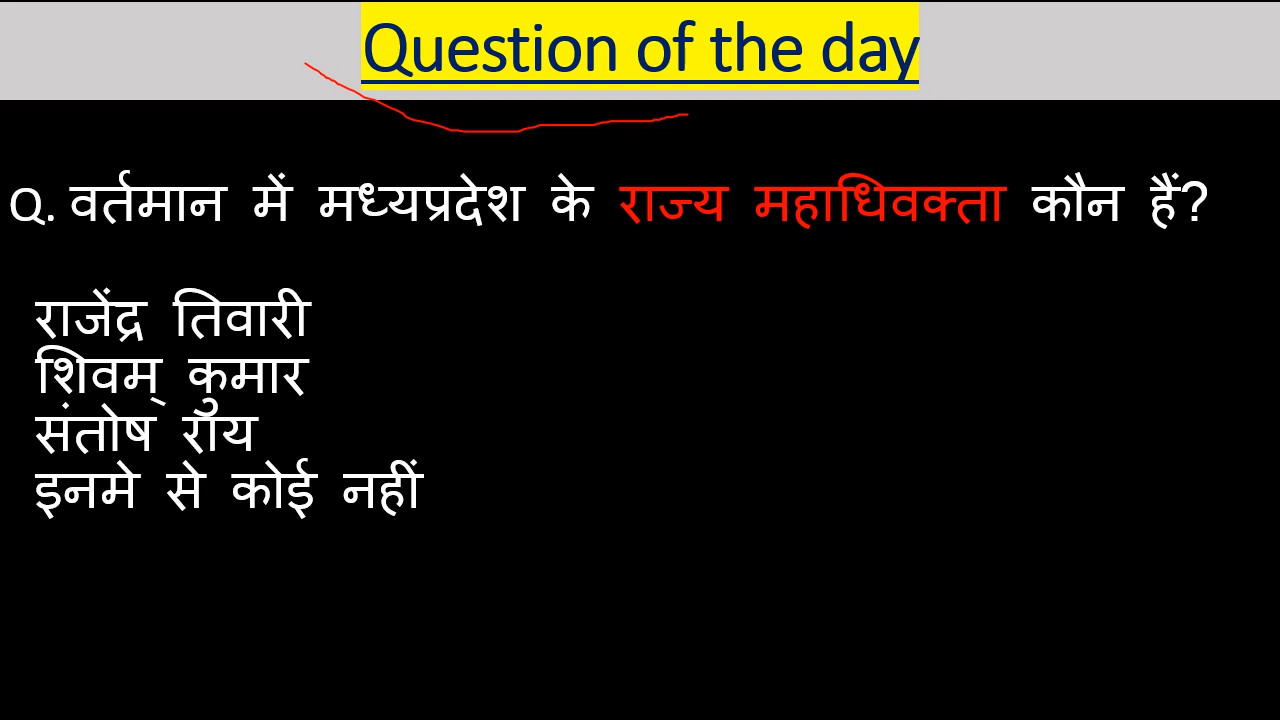 Question of the day
Q. वर्तमान में मध्यप्रदेश के राज्य महाधिवक्ता कौन हैं?
राजेंद्र तिवारी
शिवम् कुमार
संतोष राय
इनमे से कोई नहीं